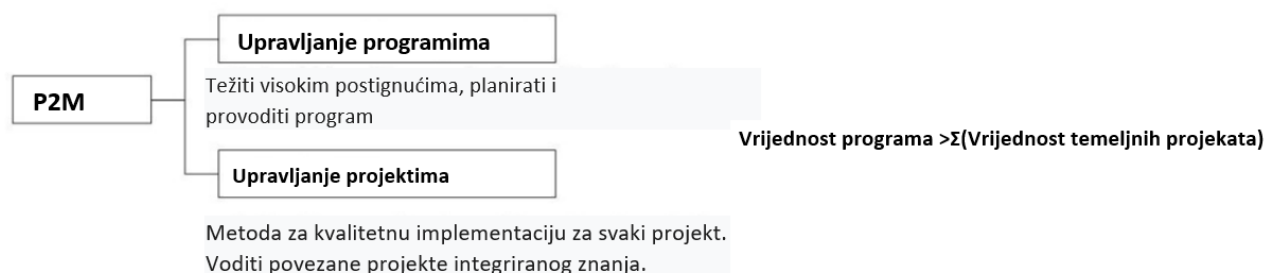 Upravljanje programima
P2M
Težiti visokim postignućima, planirati i
provoditi program
Vrijednost programa >Σ(Vrijednost temeljnih projekata)
Upravljanje projektima
Metoda za kvalitetnu implementaciju za svaki projekt.
Voditi povezane projekte integriranog znanja.